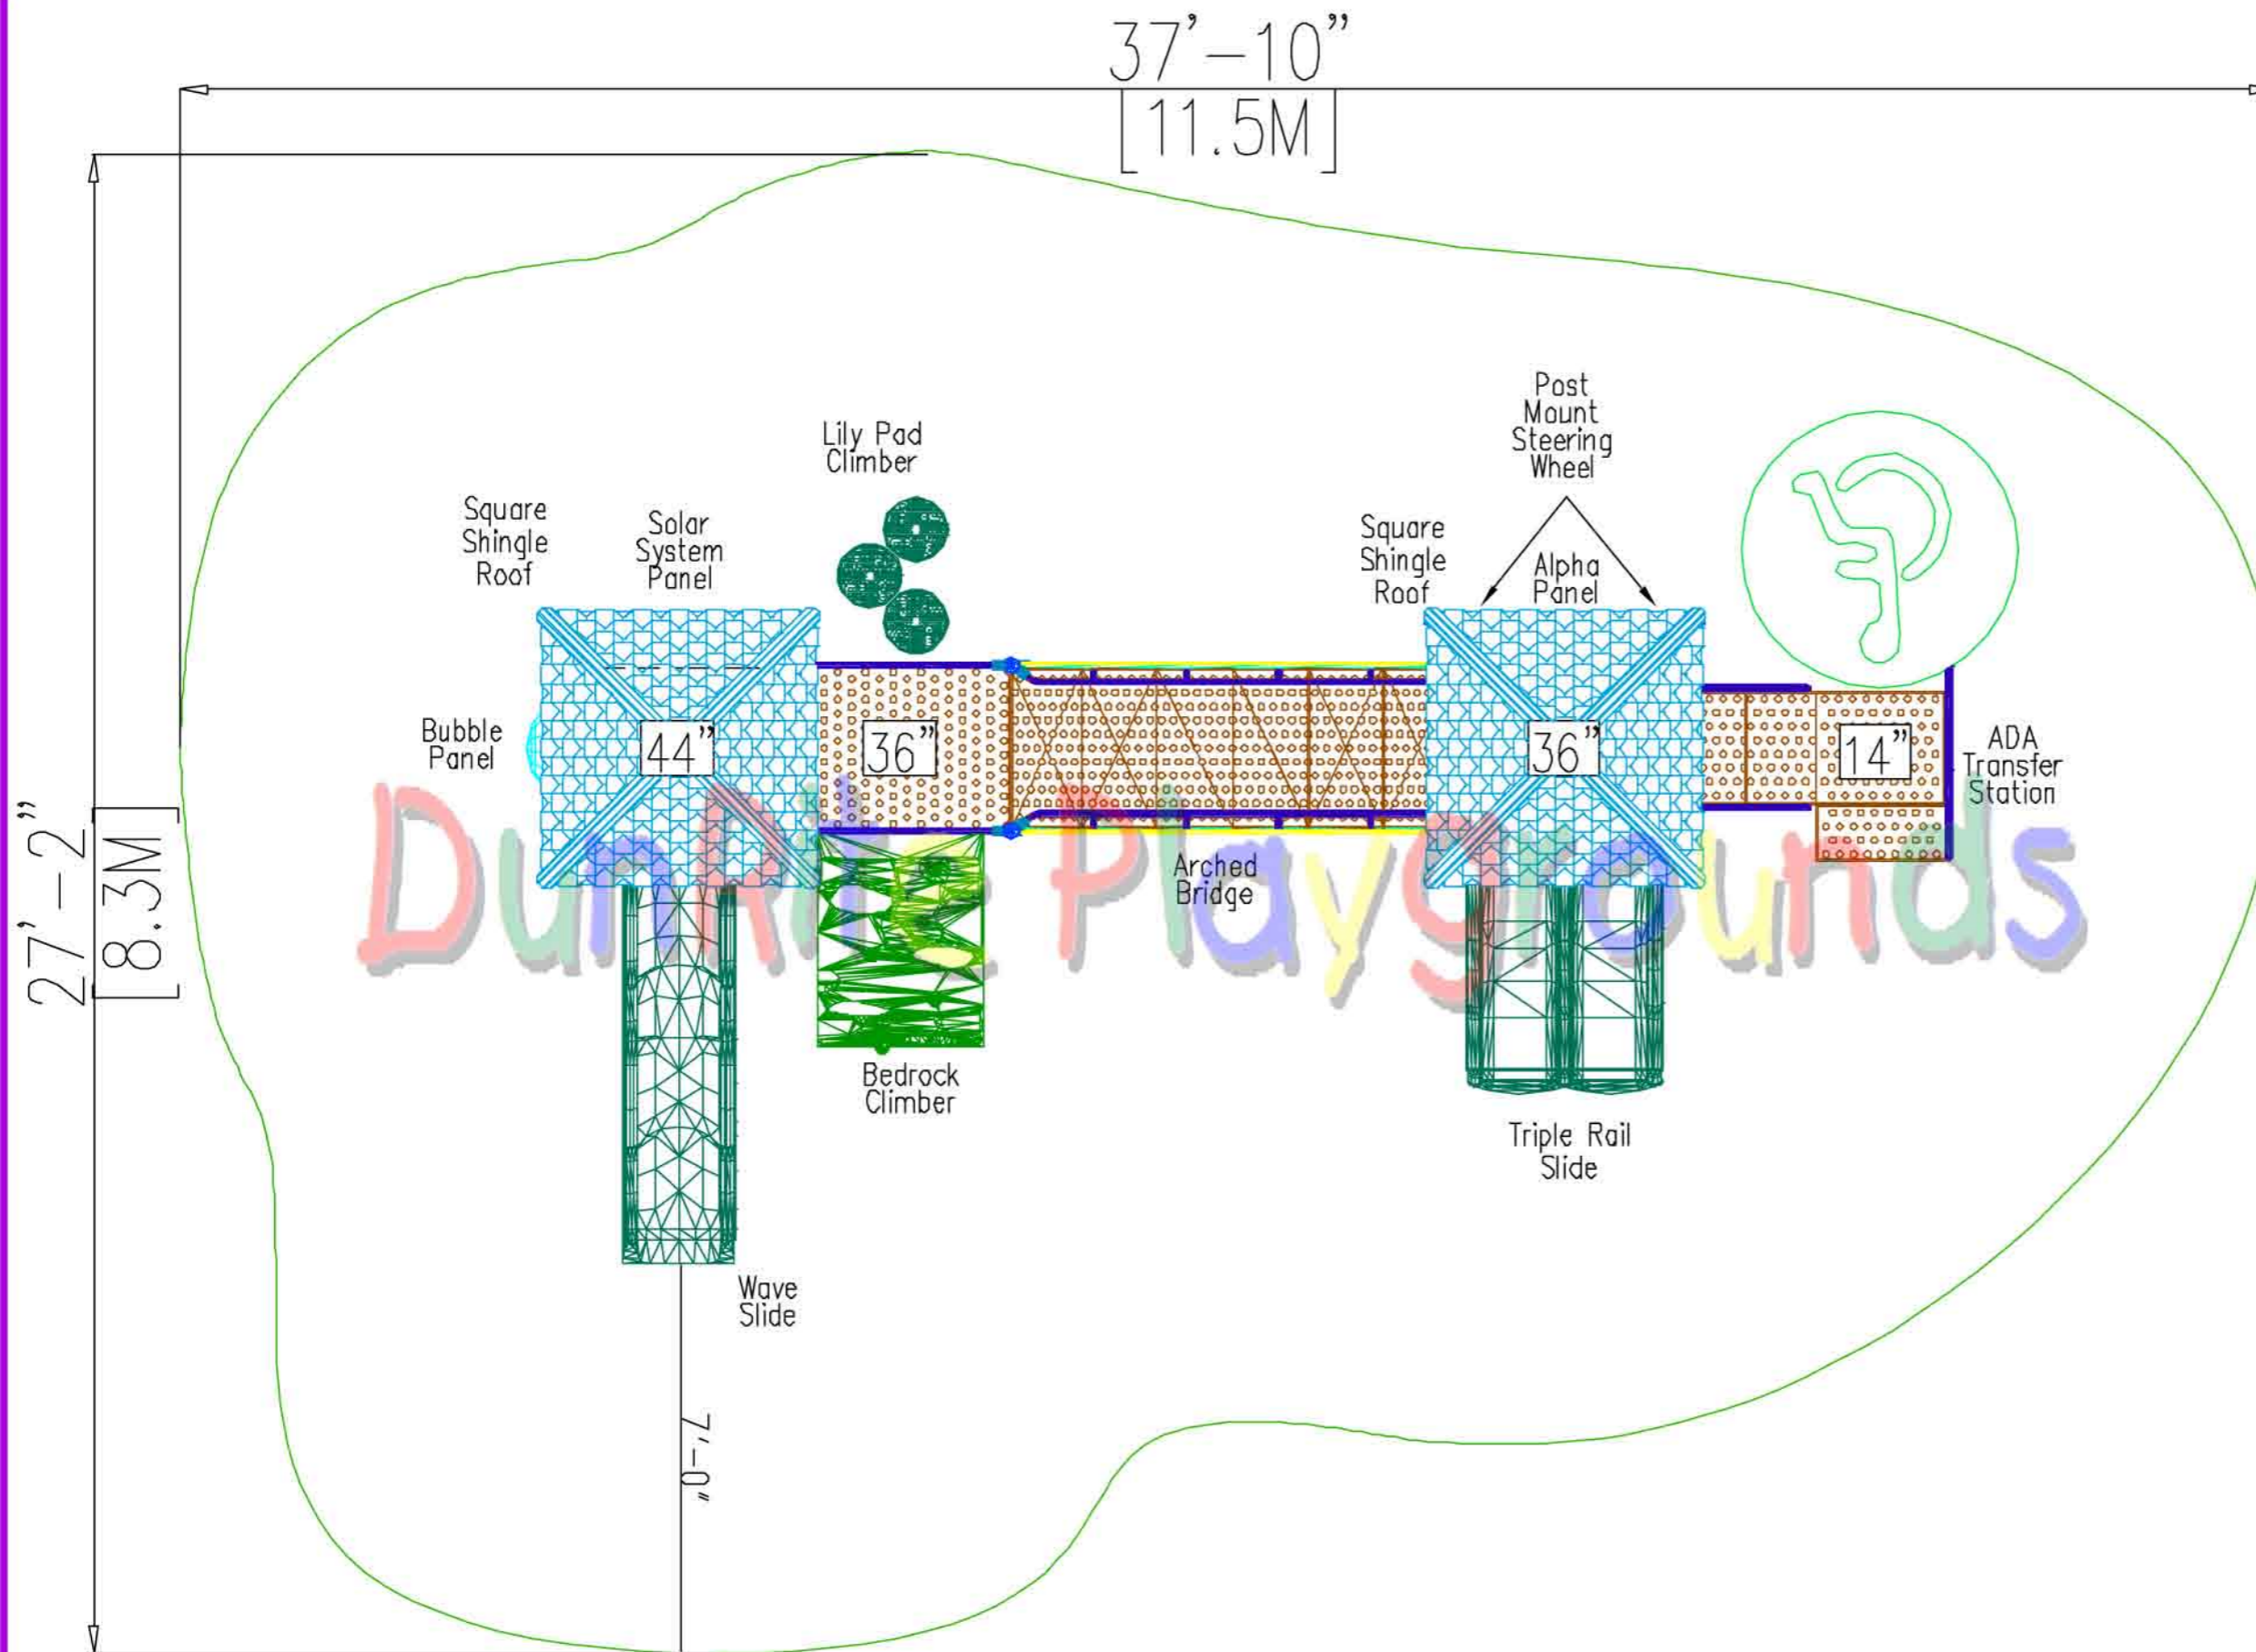 37'-10"
[11.5M]
27'-2"
[8.3M]
Post
Mount
Steering
Wheel
Lily Pad
Climber
Square
Shingle
Roof
Solar
System
Panel
Square
Shingle
Roof
Alpha
Panel
Bubble
Panel
44"
36"
36"
14"
ADA
Transfer
Station
DunRite Playgrounds
Arched
Bridge
Bedrock
Climber
Triple Rail
Slide
Wave
Slide
7'-0"